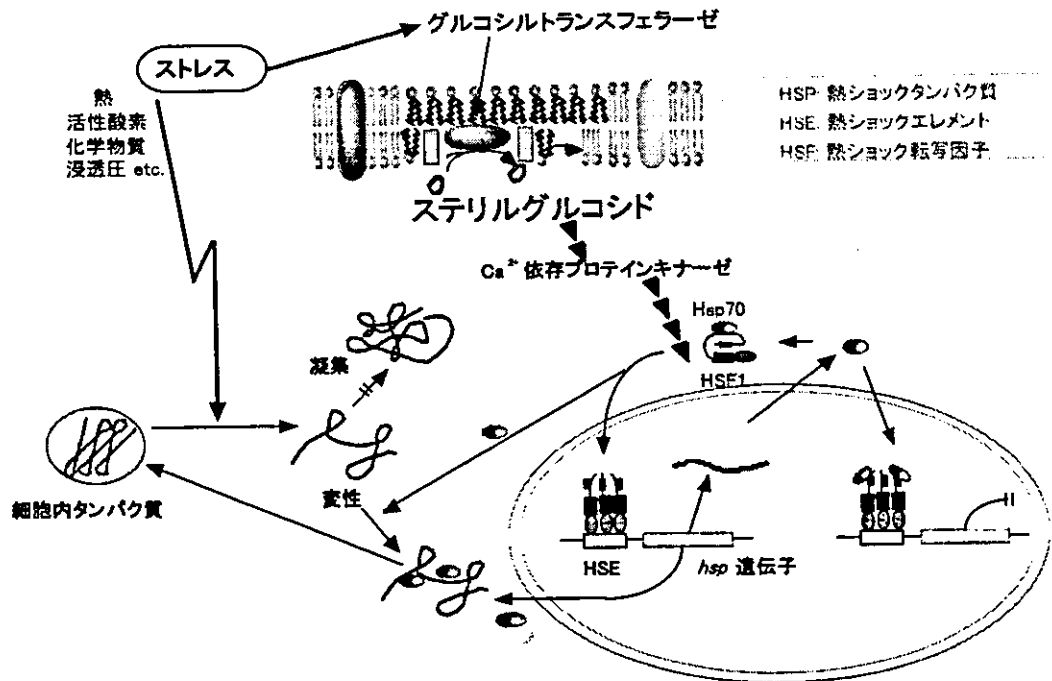 グルコシルトランスフェラーゼ
ストレス
熱
活性酸素
化学物質
浸透圧 etc.
HSP: 熱ショックタンパク質
HSE: 熱ショックエレメント
HSF: 熱ショック転写因子
ステリルグルコシド
Ca²⁺ 依存プロテインキナーゼ
Hsp70
HSF1
凝集
変性
細胞内タンパク質
HSE
hsp 遺伝子